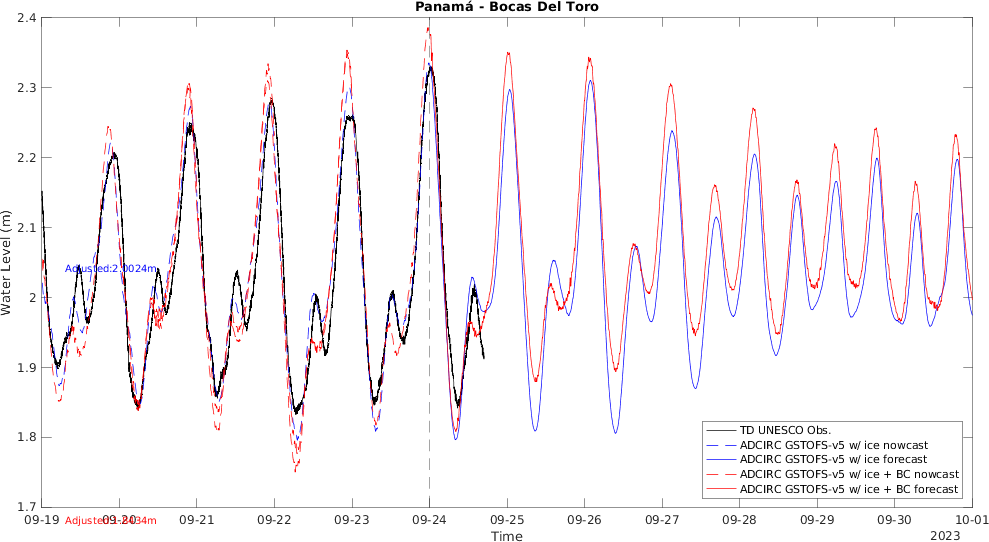 Panamá - Bocas Del Toro
2.4
2.3
2.2
2.1
2
1.9
1.8
1.7
Water Level (m)
Adjusted:2.0024m
TD UNESCO Obs.
ADCIRC GSTOFS-v5 w/ ice nowcast
ADCIRC GSTOFS-v5 w/ ice forecast
ADCIRC GSTOFS-v5 w/ ice + BC nowcast
ADCIRC GSTOFS-v5 w/ ice + BC forecast
09-19 09-20 09-21 09-22 09-23 09-24 09-25 09-26 09-27 09-28 09-29 09-30 10-01
Time
2023